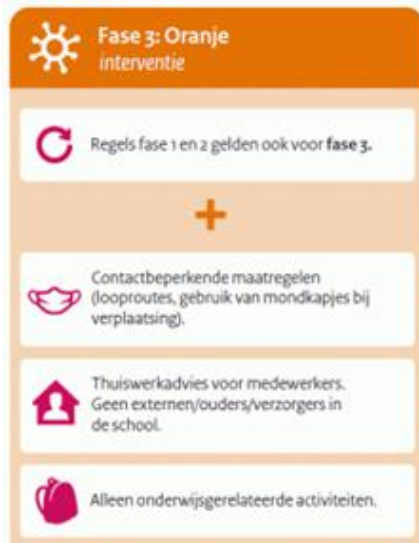 Fase 3: Oranje
interventie
Regels fase 1 en 2 gelden ook voor fase 3.
+
Contactbeperkende maatregelen
(looproutes, gebruik van mondkapjes bij
verplaatsing).
Thuiswerkadvies voor medewerkers.
Geen externen/ouders/verzorgers in
de school.
Alleen onderwijsgerelateerde activiteiten.